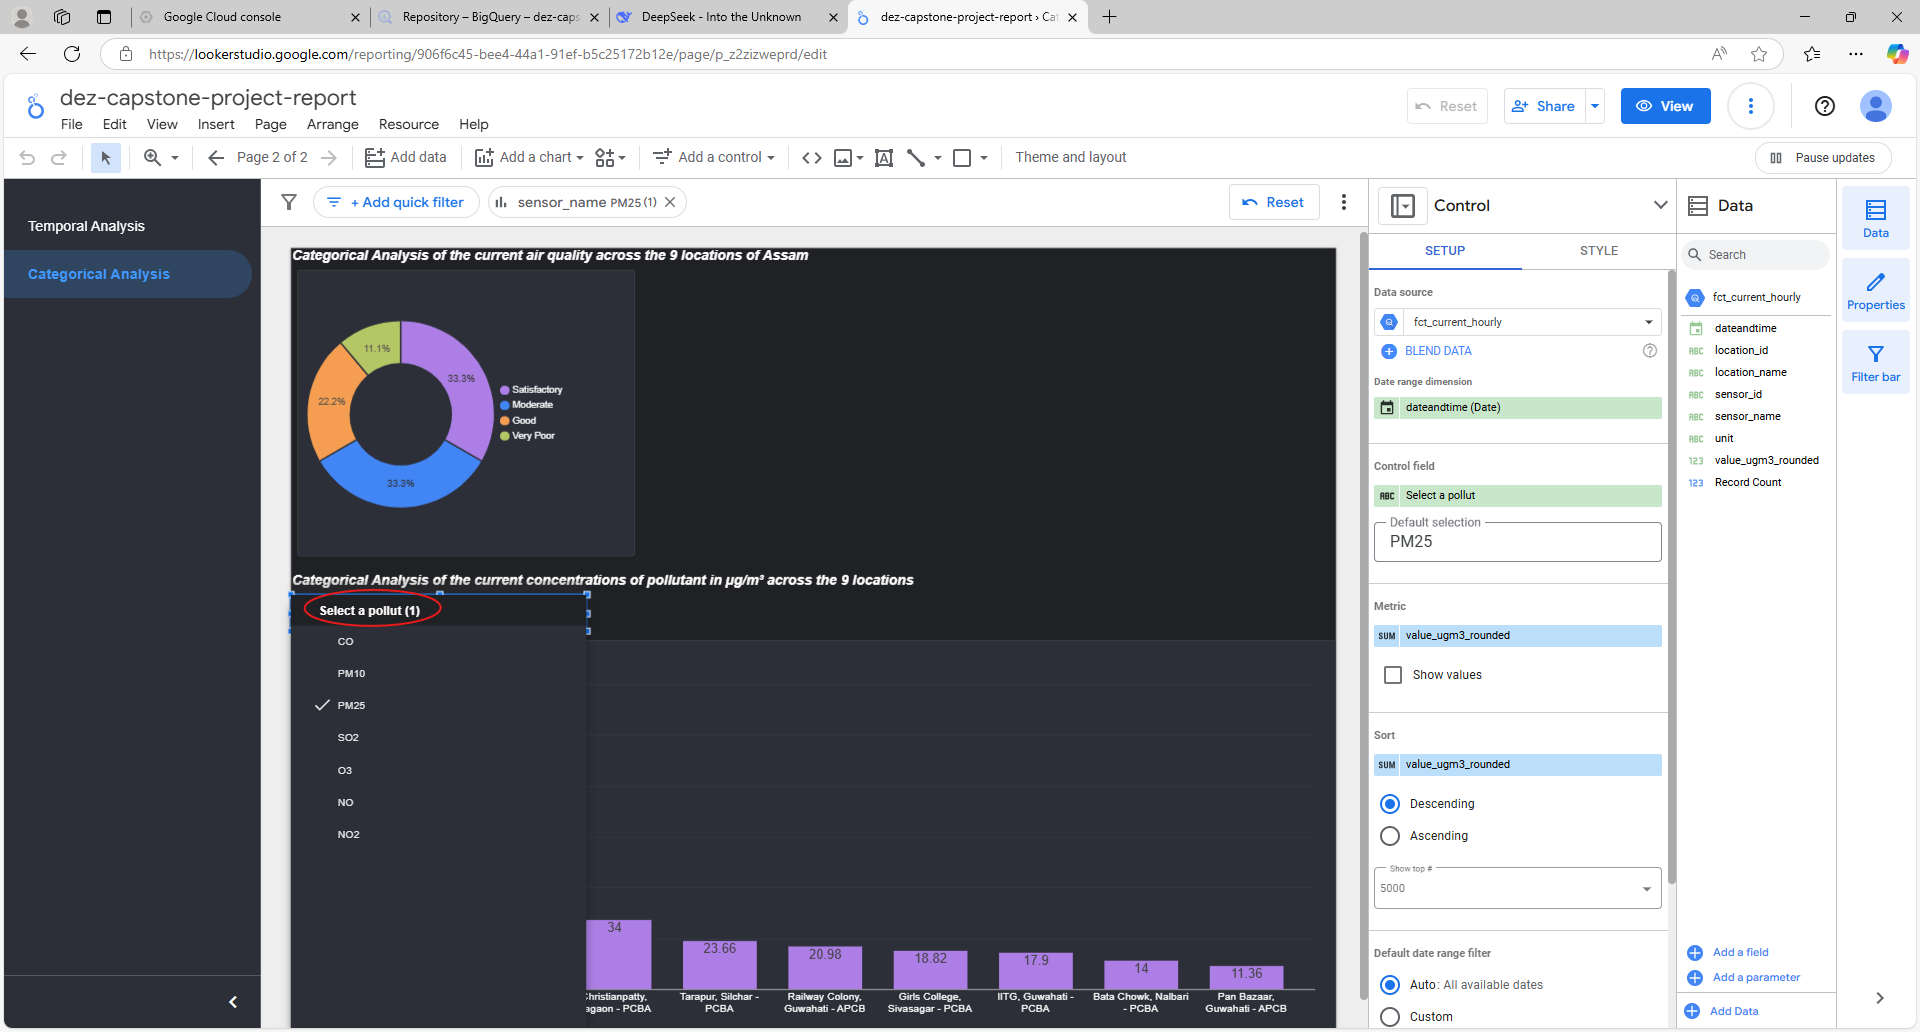 Google Cloud console
Repository – BigQuery – dez-caps
DeepSeek - Into the Unknown
dez-capstone-project-report › Cat
https://lookerstudio.google.com/reporting/906f6c45-bee4-44a1-91ef-b5c25172b12e/page/p_z2zizweprd/edit
dez-capstone-project-report
Reset
Share
View
File Edit View Insert Page Arrange Resource Help
Page 2 of 2
Add data
Add a chart
Add a control
Theme and layout
Pause updates
Temporal Analysis
Categorical Analysis
+ Add quick filter
sensor_name PM25 (1)
Reset
Categorical Analysis of the current air quality across the 9 locations of Assam
11.1%
33.3%
22.2%
33.3%
Satisfactory
Moderate
Good
Very Poor
Categorical Analysis of the current concentrations of pollutant in µg/m³ across the 9 locations
Select a pollut (1)
CO
PM10
PM25
SO2
O3
NO
NO2
34
23.66
20.98
18.82
17.9
14
11.36
Christianpatty,
agaon - PCBA
Tarapur, Silchar -
PCBA
Railway Colony,
Guwahati - APCB
Girls College,
Sivasagar - PCBA
IITG, Guwahati -
PCBA
Bata Chowk, Nalbari
- PCBA
Pan Bazaar,
Guwahati - APCB
Control
SETUP
STYLE
Data source
fct_current_hourly
BLEND DATA
Date range dimension
dateandtime (Date)
Control field
ABC Select a pollut
Default selection
PM25
Metric
SUM value_ugm3_rounded
Show values
Sort
SUM value_ugm3_rounded
Descending
Ascending
Show top #
5000
Default date range filter
Auto: All available dates
Custom
Data
Search
fct_current_hourly
dateandtime
ABC location_id
ABC location_name
ABC sensor_id
ABC sensor_name
ABC unit
123 value_ugm3_rounded
123 Record Count
Add a field
Add a parameter
Add Data
Data
Properties
Filter bar